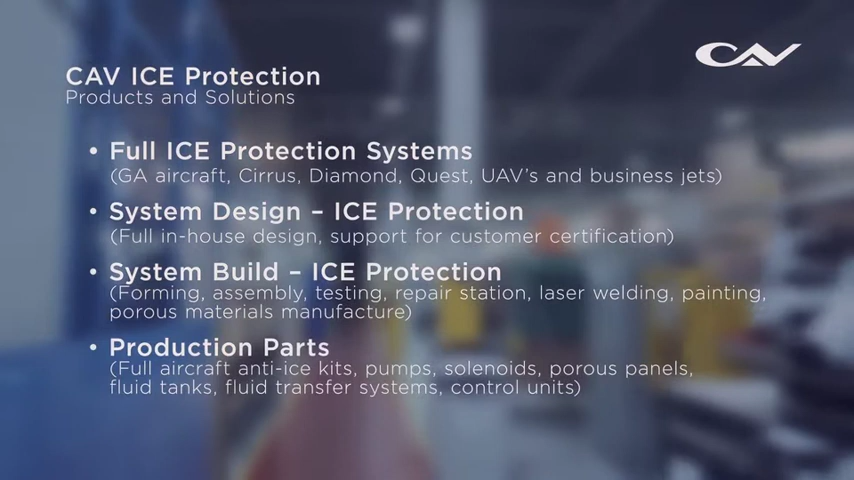 CAV
CAV ICE Protection
Products and Solutions
• Full ICE Protection Systems
(GA aircraft, Cirrus, Diamond, Quest, UAV's and business jets)
• System Design – ICE Protection
(Full in-house design, support for customer certification)
• System Build – ICE Protection
(Forming, assembly, testing, repair station, laser welding, painting,
porous materials manufacture)
• Production Parts
(Full aircraft anti-ice kits, pumps, solenoids, porous panels,
fluid tanks, fluid transfer systems, control units)